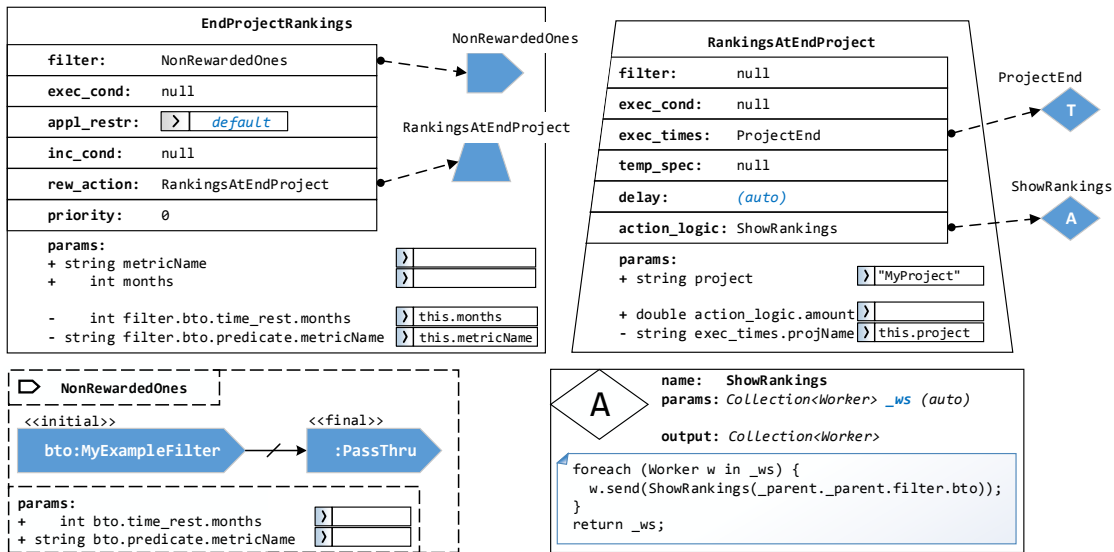 EndProjectRankings
filter: NonRewardedOnes
exec_cond: null
appl_restr: > default
inc_cond: null
rew_action: RankingsAtEndProject
priority: 0
params:
+ string metricName >
+ int months >
- int filter.bto.time_rest.months > this.months
- string filter.bto.predicate.metricName > this.metricName
NonRewardedOnes
RankingsAtEndProject
RankingsAtEndProject
filter: null
exec_cond: null
exec_times: ProjectEnd
temp_spec: null
delay: (auto)
action_logic: ShowRankings
params:
+ string project > "MyProject"
+ double action_logic.amount >
- string exec_times.projName > this.project
ProjectEnd
T
ShowRankings
A
NonRewardedOnes
<<initial>> <<final>>
bto:MyExampleFilter :PassThru
params:
+ int bto.time_rest.months >
+ string bto.predicate.metricName >
A
name: ShowRankings
params: Collection<Worker> _ws (auto)
output: Collection<Worker>
foreach (Worker w in _ws) {
w.send(ShowRankings(_parent._parent.filter.bto));
}
return _ws;